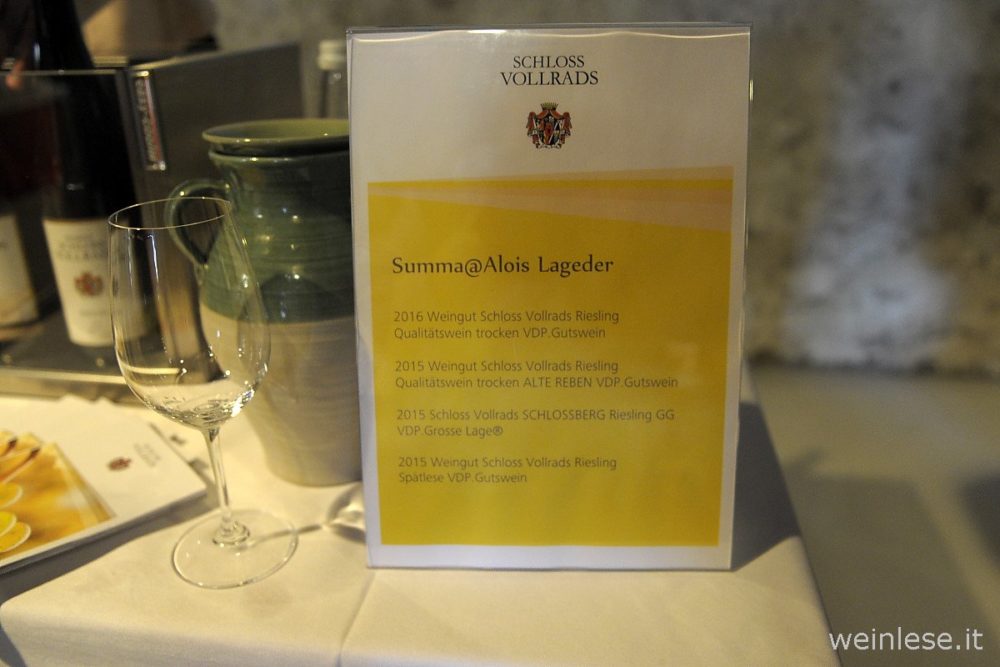 SCHLOSS
VOLLRADS
Summa@Alois Lageder
2016 Weingut Schloss Vollrads Riesling
Qualitätswein trocken VDP.Gutswein
2015 Weingut Schloss Vollrads Riesling
Qualitätswein trocken ALTE REBEN VDP.Gutswein
2015 Schloss Vollrads SCHLOSSBERG Riesling GG
VDP.Grosse Lage®
2015 Weingut Schloss Vollrads Riesling
Spätlese VDP.Gutswein
SCHLOSS
VOLLRADS
weinlese.it